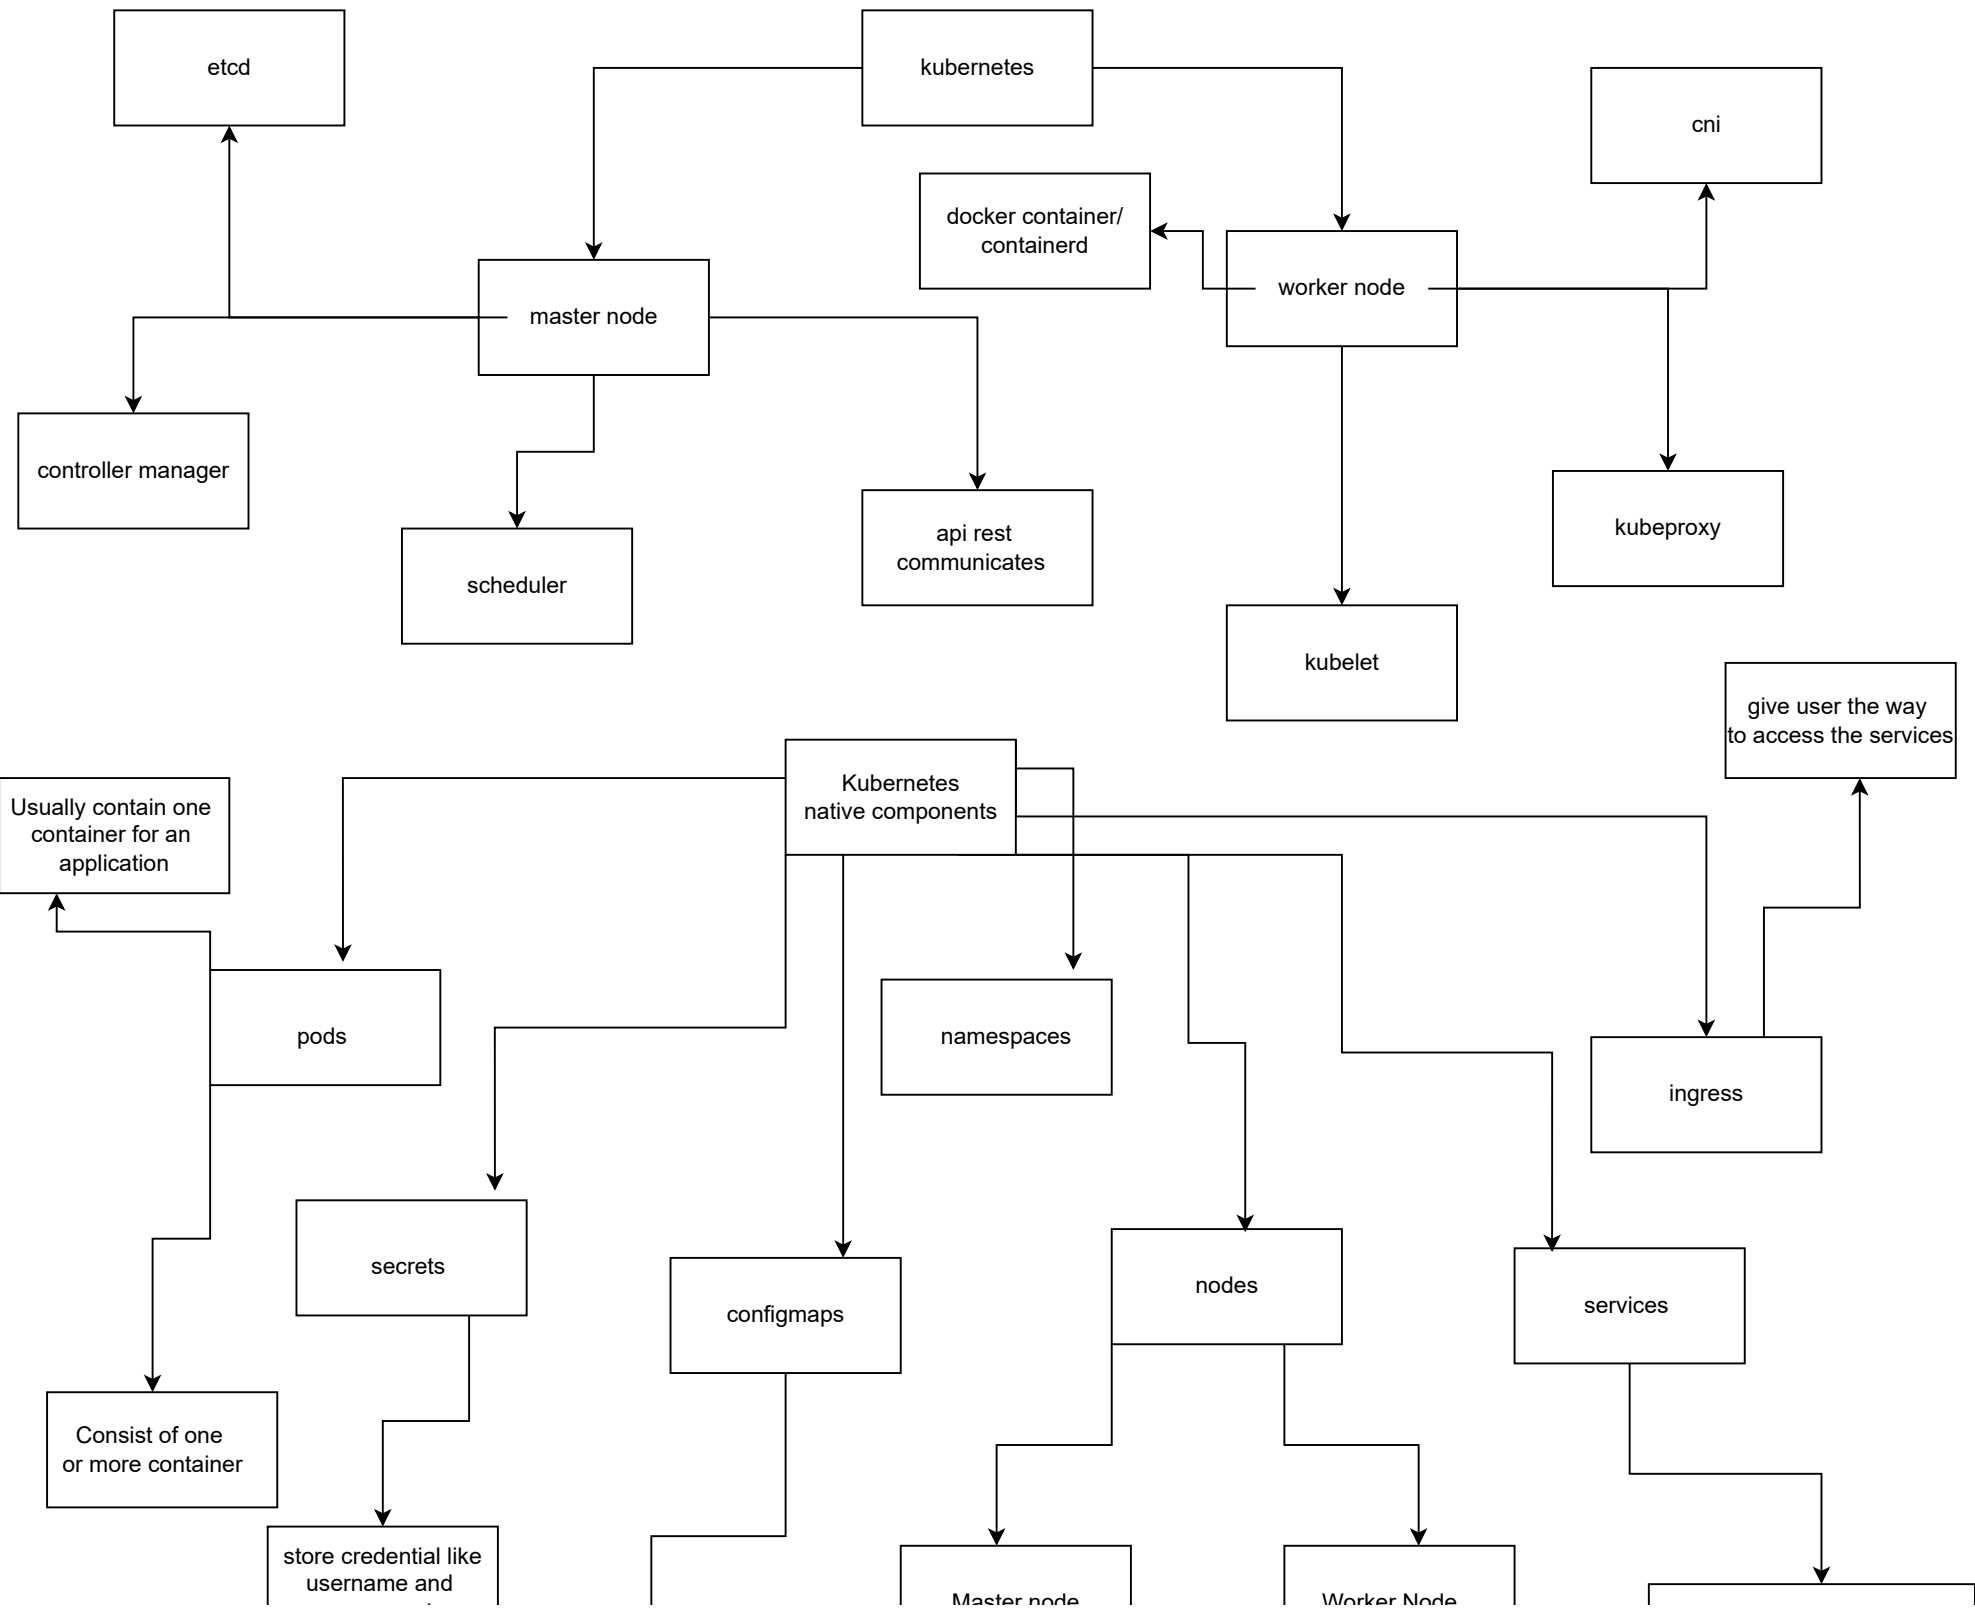 etcd
kubernetes
cni
docker container/
containerd
worker node
master node
controller manager
scheduler
api rest
communicates
kubeproxy
kubelet
give user the way
to access the services
Kubernetes
native components
Usually contain one
container for an
application
pods
namespaces
ingress
secrets
configmaps
nodes
services
Consist of one
or more container
store credential like
username and
Master node
Worker Node